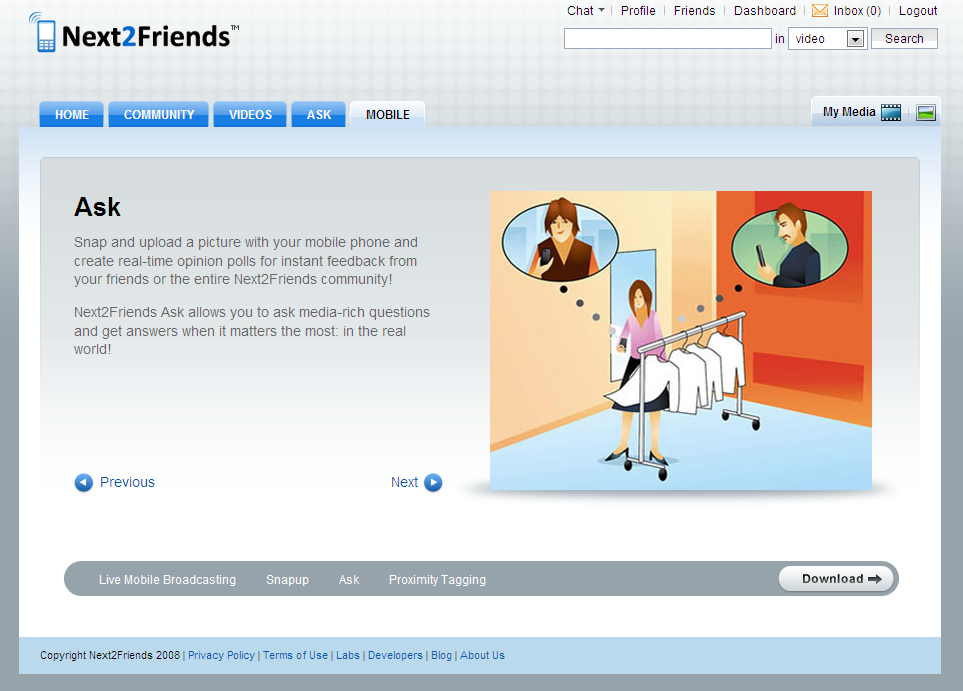 Chat Profile Friends Dashboard Inbox (0) Logout
Next2Friends™
in video Search
HOME COMMUNITY VIDEOS ASK MOBILE My Media
Ask
Snap and upload a picture with your mobile phone and
create real-time opinion polls for instant feedback from
your friends or the entire Next2Friends community!
Next2Friends Ask allows you to ask media-rich questions
and get answers when it matters the most: in the real
world!
Previous Next
Live Mobile Broadcasting Snapup Ask Proximity Tagging Download
Copyright Next2Friends 2008 | Privacy Policy | Terms of Use | Labs | Developers | Blog | About Us